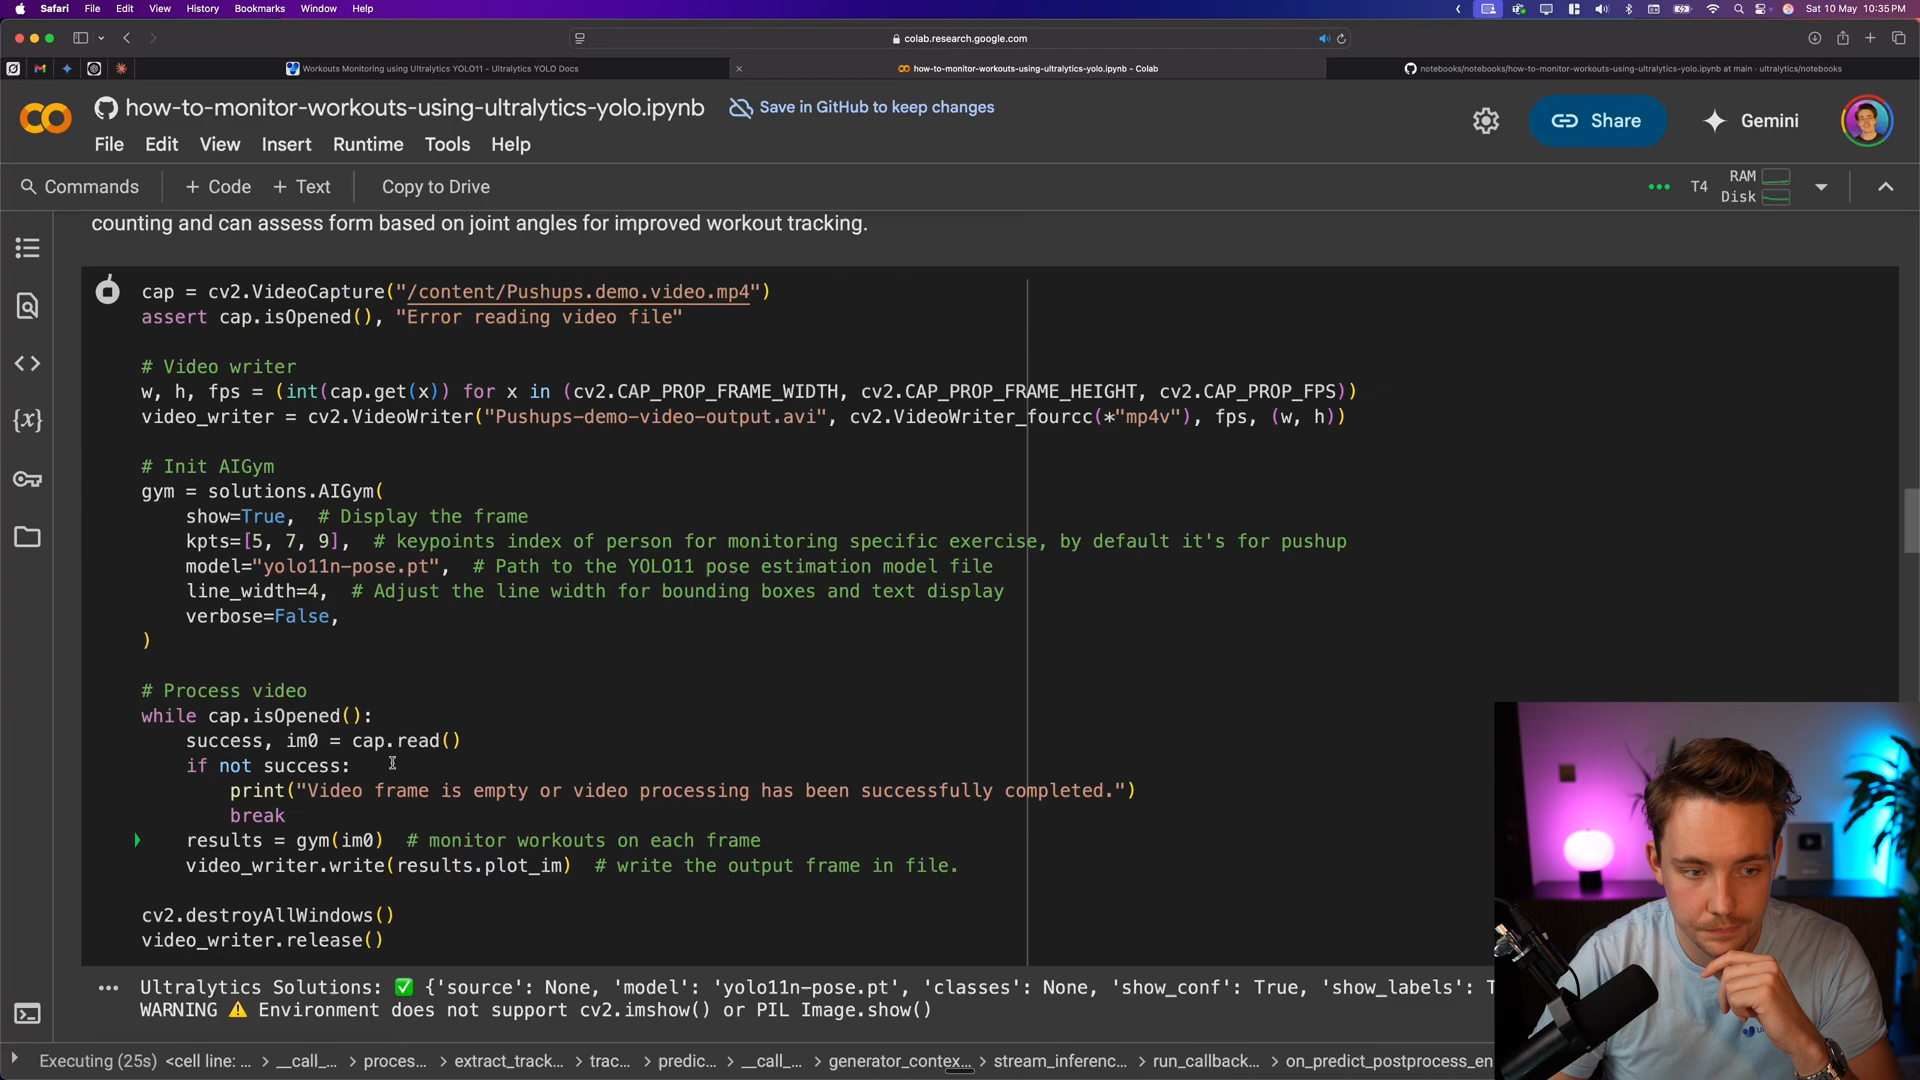 Safari File Edit View History Bookmarks Window Help Sat 10 May 10:35 PM
colab.research.google.com
Workouts Monitoring using Ultralytics YOLO11 - Ultralytics YOLO Docs
how-to-monitor-workouts-using-ultralytics-yolo.ipynb - Colab
notebooks/notebooks/how-to-monitor-workouts-using-ultralytics-yolo.ipynb at main · ultralytics/notebooks
how-to-monitor-workouts-using-ultralytics-yolo.ipynb Save in GitHub to keep changes
Share Gemini
File Edit View Insert Runtime Tools Help
Commands + Code + Text Copy to Drive
T4 RAM
Disk
counting and can assess form based on joint angles for improved workout tracking.
cap = cv2.VideoCapture("/content/Pushups.demo.video.mp4")
assert cap.isOpened(), "Error reading video file"
# Video writer
w, h, fps = (int(cap.get(x)) for x in (cv2.CAP_PROP_FRAME_WIDTH, cv2.CAP_PROP_FRAME_HEIGHT, cv2.CAP_PROP_FPS))
video_writer = cv2.VideoWriter("Pushups-demo-video-output.avi", cv2.VideoWriter_fourcc(*"mp4v"), fps, (w, h))
# Init AIGym
gym = solutions.AIGym(
show=True, # Display the frame
kpts=[5, 7, 9], # keypoints index of person for monitoring specific exercise, by default it's for pushup
model="yolo11n-pose.pt", # Path to the YOLO11 pose estimation model file
line_width=4, # Adjust the line width for bounding boxes and text display
verbose=False,
)
# Process video
while cap.isOpened():
success, im0 = cap.read()
if not success:
print("Video frame is empty or video processing has been successfully completed.")
break
results = gym(im0) # monitor workouts on each frame
video_writer.write(results.plot_im) # write the output frame in file.
cv2.destroyAllWindows()
video_writer.release()
Ultralytics Solutions: ✅ {'source': None, 'model': 'yolo11n-pose.pt', 'classes': None, 'show_conf': True, 'show_labels': T
WARNING ⚠️ Environment does not support cv2.imshow() or PIL Image.show()
Executing (25s) <cell line: ... > __call_... > proces... > extract_track... > trac... > predic... > __call_... > generator_contex... > stream_inferenc... > run_callback... > on_predict_postprocess_en